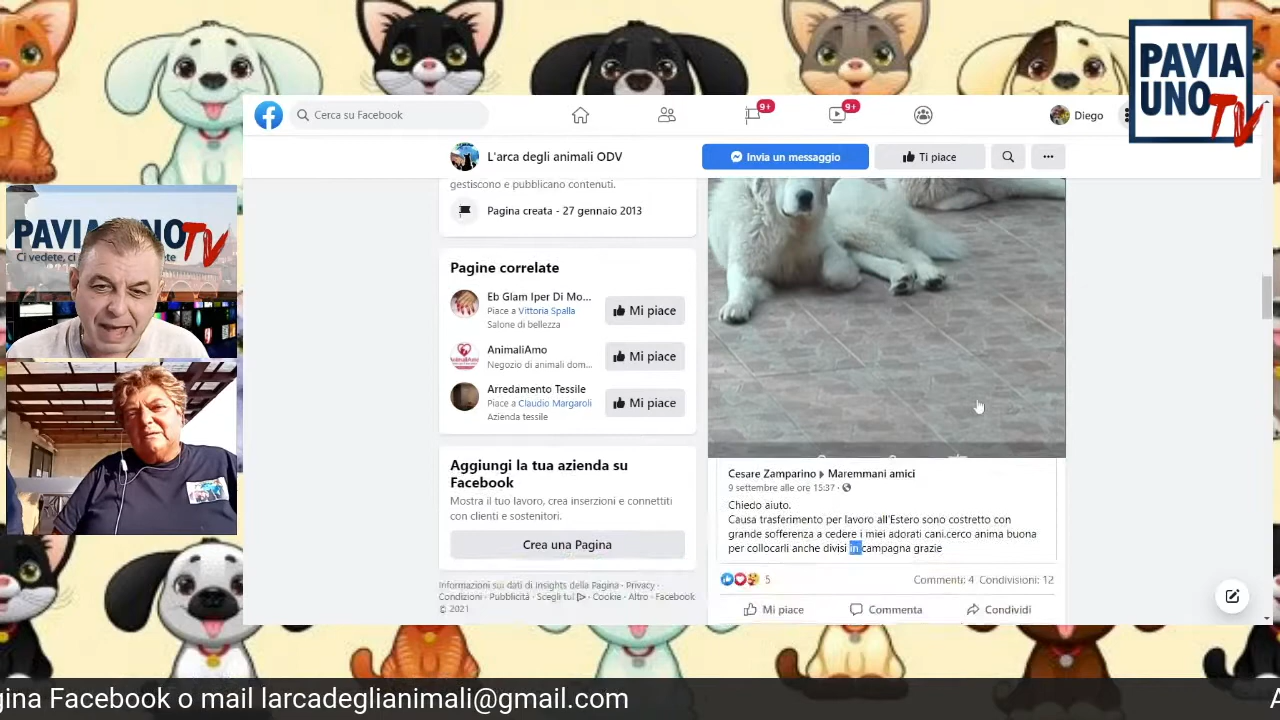 PAVIA
UNO TV
Cerca su Facebook
9+
9+
Diego
L'arca degli animali ODV
Invia un messaggio
Ti piace
gestiscono e pubblicano contenuti.
Pagina creata - 27 gennaio 2013
Pagine correlate
Eb Glam Iper Di Mo...
Piace a Vittoria Spalla
Salone di bellezza
Mi piace
AnimaliAmo
Negozio di animali dom...
Mi piace
Arredamento Tessile
Piace a Claudio Margaroli
Azienda tessile
Mi piace
Aggiungi la tua azienda su
Facebook
Mostra il tuo lavoro, crea inserzioni e connettiti
con clienti e sostenitori.
Crea una Pagina
Informazioni sui dati di Insights della Pagina · Privacy ·
Condizioni · Pubblicità · Scegli tu! · Cookie · Altro · Facebook
© 2021
Cesare Zamparino Maremmani amici
9 settembre alle ore 15:37 ·
Chiedo aiuto.
Causa trasferimento per lavoro all'Estero sono costretto con
grande sofferenza a cedere i miei adorati cani.cerco anima buona
per collocarli anche divisi in campagna grazie
5
Commenti: 4 Condivisioni: 12
Mi piace
Commenta
Condividi
PAVIA NO TV
Ci vedete, ci
ete
gina Facebook o mail larcadeglianimali@gmail.com
A